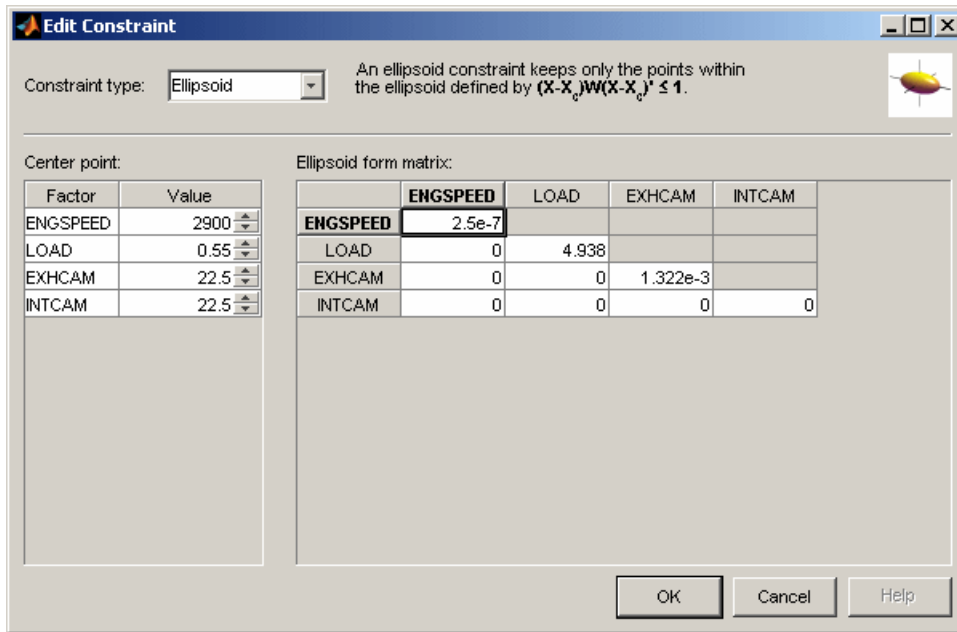 Edit Constraint
Constraint type: Ellipsoid
An ellipsoid constraint keeps only the points within
the ellipsoid defined by (X-Xc)W(X-Xc)' ≤ 1.
Center point:
Factor Value
ENGSPEED 2900
LOAD 0.55
EXHCAM 22.5
INTCAM 22.5
Ellipsoid form matrix:
ENGSPEED LOAD EXHCAM INTCAM
ENGSPEED 2.5e-7
LOAD 0 4.938
EXHCAM 0 0 1.322e-3
INTCAM 0 0 0 0
OK Cancel Help